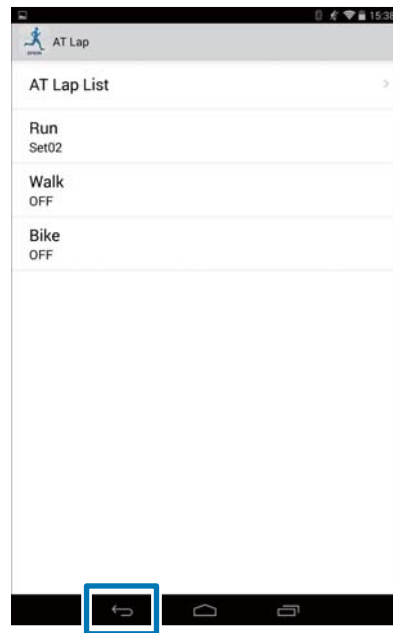 15:38
AT Lap
AT Lap List
Run
Set02
Walk
OFF
Bike
OFF